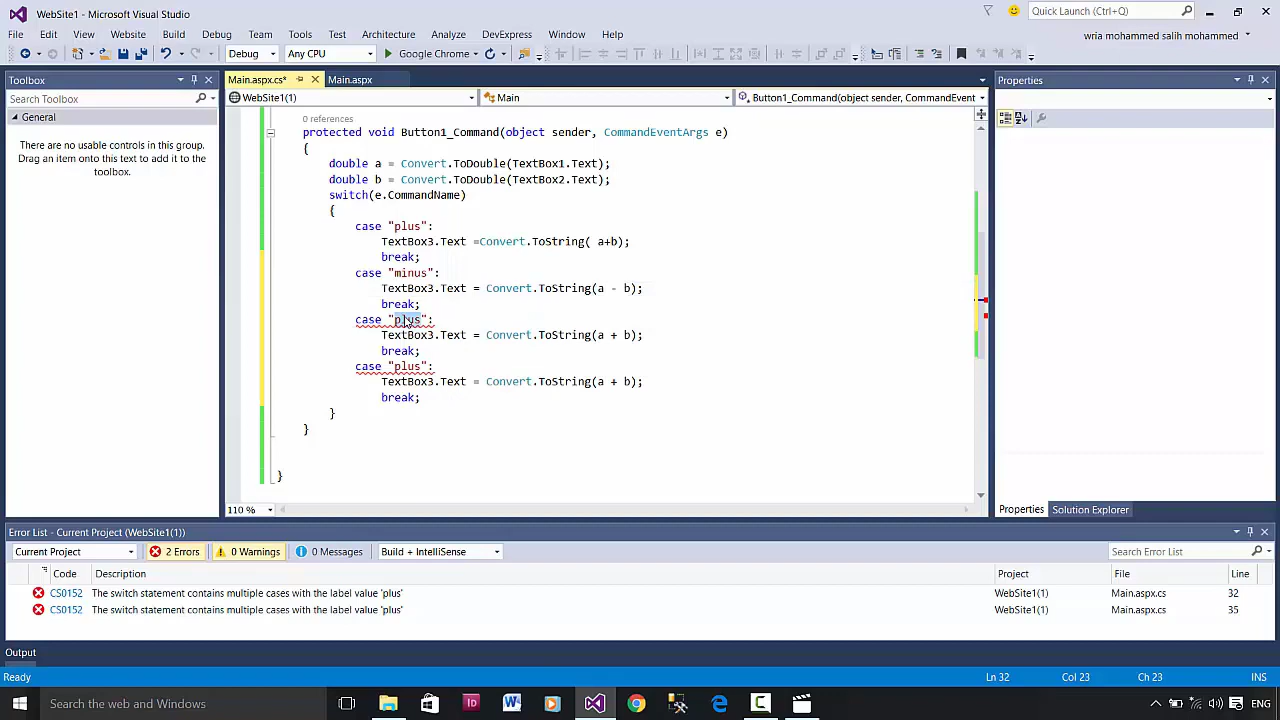 WebSite1 - Microsoft Visual Studio
Quick Launch (Ctrl+Q)
File Edit View Website Build Debug Team Tools Test Architecture Analyze DevExpress Window Help
wria mohammed salih mohammed
Debug Any CPU Google Chrome
Toolbox
Main.aspx.cs* Main.aspx
Properties
Search Toolbox
WebSite1(1) Main Button1_Command(object sender, CommandEvent
General
There are no usable controls in this group.
Drag an item onto this text to add it to the
toolbox.
0 references
protected void Button1_Command(object sender, CommandEventArgs e)
{
double a = Convert.ToDouble(TextBox1.Text);
double b = Convert.ToDouble(TextBox2.Text);
switch(e.CommandName)
{
case "plus":
TextBox3.Text =Convert.ToString( a+b);
break;
case "minus":
TextBox3.Text = Convert.ToString(a - b);
break;
case "plus":
TextBox3.Text = Convert.ToString(a + b);
break;
case "plus":
TextBox3.Text = Convert.ToString(a + b);
break;
}
}
}
110 %
Properties Solution Explorer
Error List - Current Project (WebSite1(1))
Current Project 2 Errors 0 Warnings 0 Messages Build + IntelliSense Search Error List
Code Description Project File Line
CS0152 The switch statement contains multiple cases with the label value 'plus' WebSite1(1) Main.aspx.cs 32
CS0152 The switch statement contains multiple cases with the label value 'plus' WebSite1(1) Main.aspx.cs 35
Output
Ready Ln 32 Col 23 Ch 23 INS
Search the web and Windows
ENG